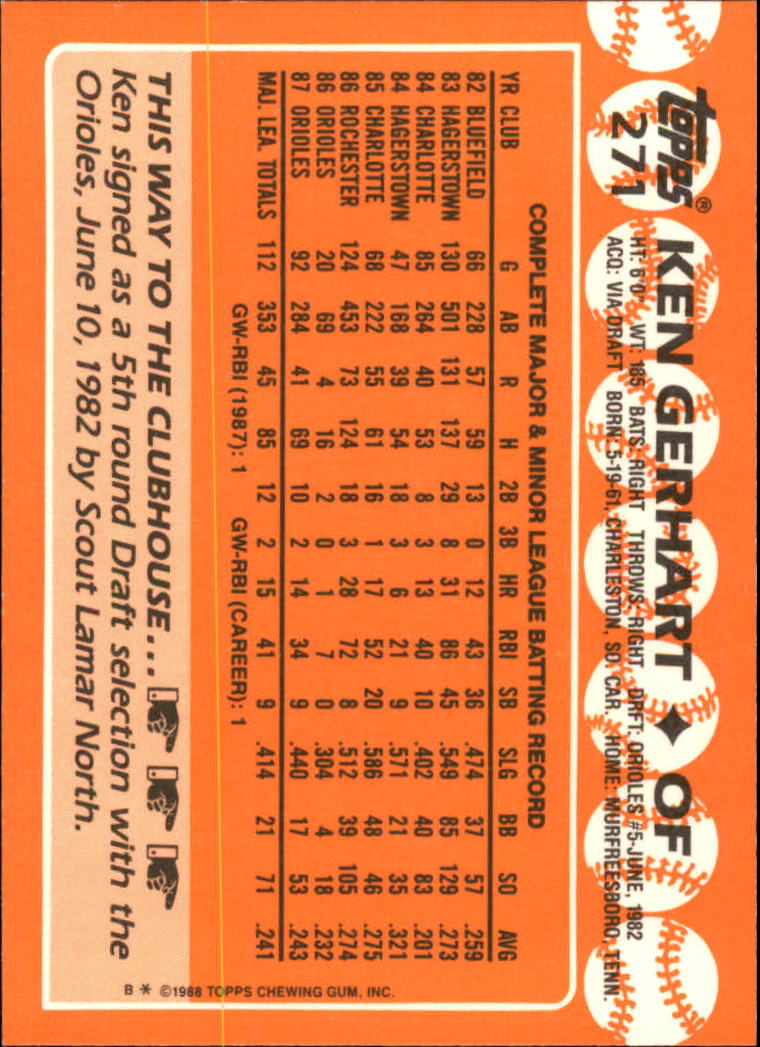 topps®
271
KEN GERHART ✦ OF
HT: 6'0" WT: 185 BATS: RIGHT THROWS: RIGHT DRFT: ORIOLES #5-JUNE, 1982
ACQ: VIA DRAFT BORN: 5-19-61, CHARLESTON, SO. CAR. HOME: MURFREESBORO, TENN.
COMPLETE MAJOR & MINOR LEAGUE BATTING RECORD
YR CLUB G AB R H 2B 3B HR RBI SB SLG BB SO AVG
82 BLUEFIELD 66 228 57 59 13 0 12 43 36 .474 37 57 .259
83 HAGERSTOWN 130 501 131 137 29 8 31 86 45 .549 85 129 .273
84 CHARLOTTE 85 264 40 53 8 3 13 40 10 .402 40 83 .201
84 HAGERSTOWN 47 168 39 54 18 3 6 21 9 .571 21 35 .321
85 CHARLOTTE 68 222 55 61 16 1 17 52 20 .586 48 46 .275
86 ROCHESTER 124 453 73 124 18 3 28 72 8 .512 39 105 .274
86 ORIOLES 20 69 4 16 2 0 1 7 0 .304 4 18 .232
87 ORIOLES 92 284 41 69 10 2 14 34 9 .440 17 53 .243
MAJ. LEA. TOTALS 112 353 45 85 12 2 15 41 9 .414 21 71 .241
GW-RBI (1987): 1 GW-RBI (CAREER): 1
THIS WAY TO THE CLUBHOUSE...
Ken signed as a 5th round Draft selection with the
Orioles, June 10, 1982 by Scout Lamar North.
B * ©1988 TOPPS CHEWING GUM, INC.